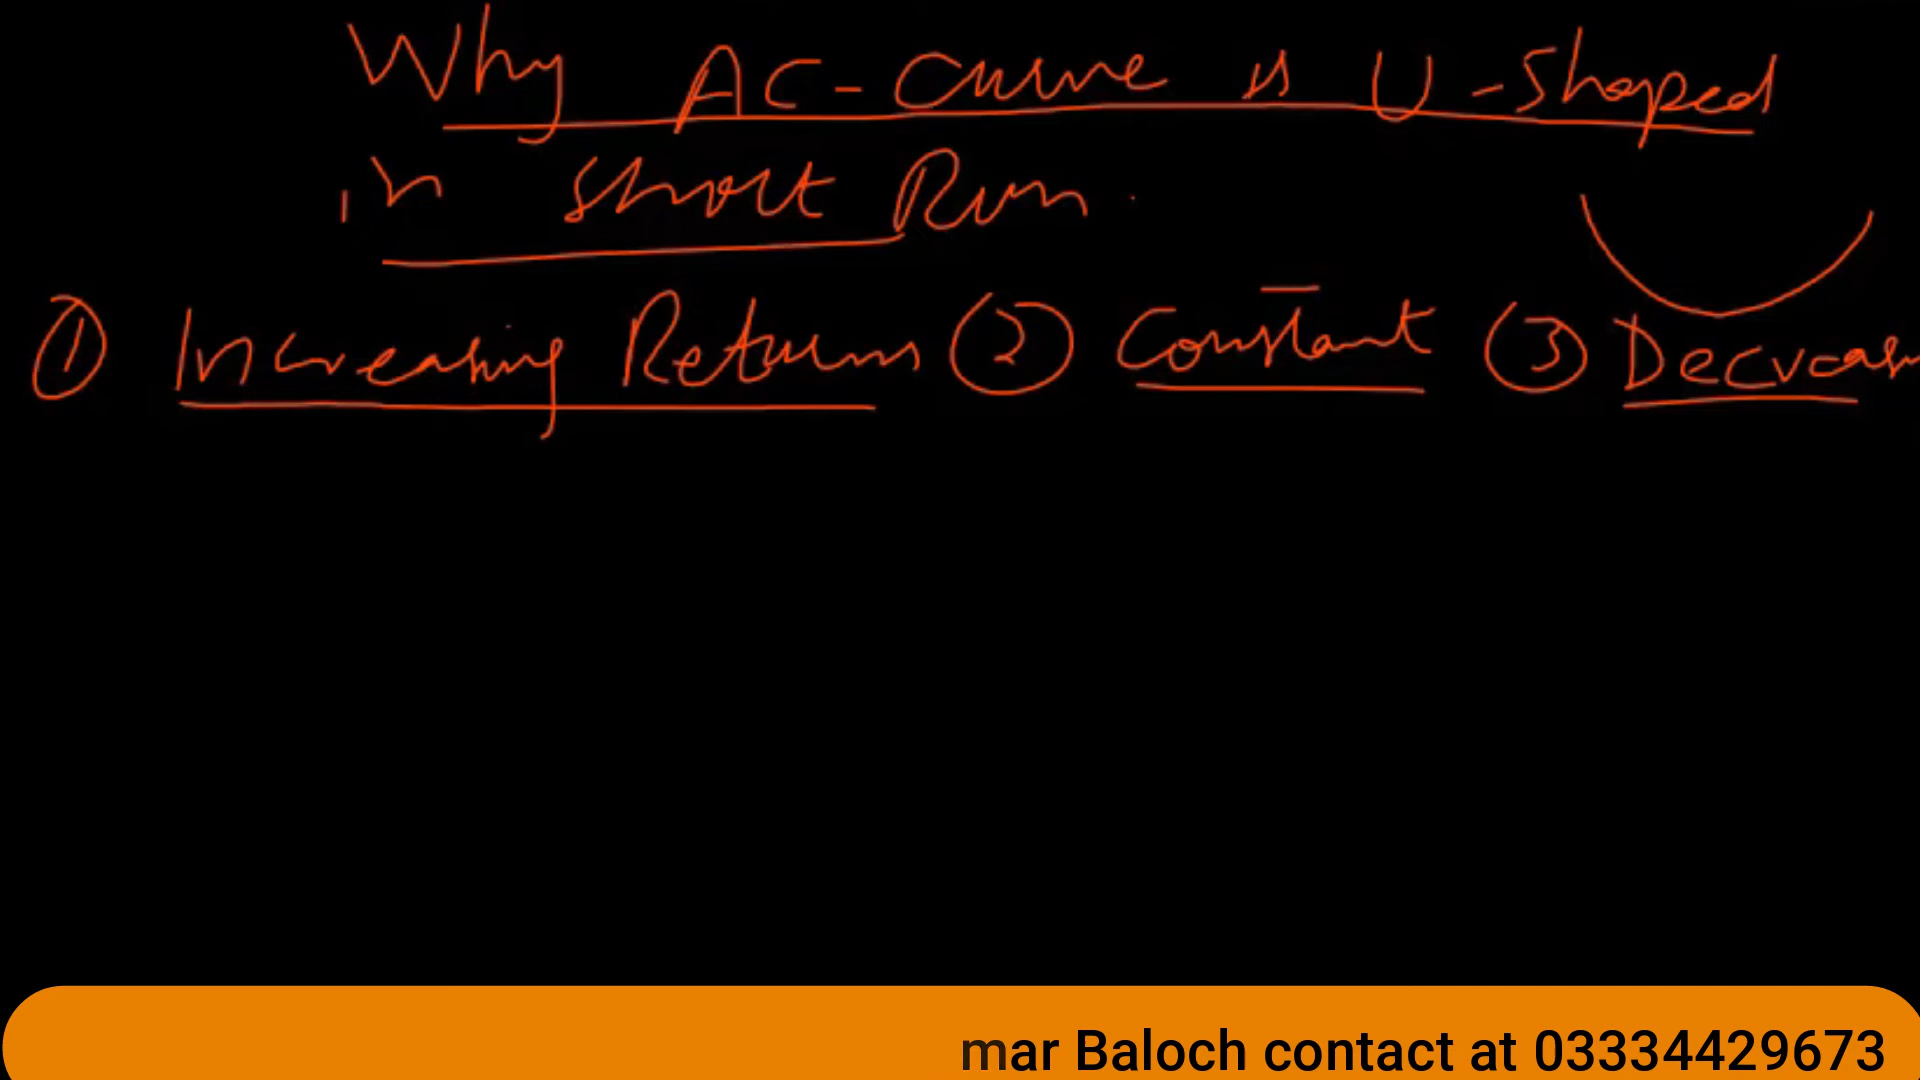 Why AC-Curve is U-Shaped
in Short Run.
① Increasing Returns ② Constant ③ Decreasin
mar Baloch contact at 03334429673